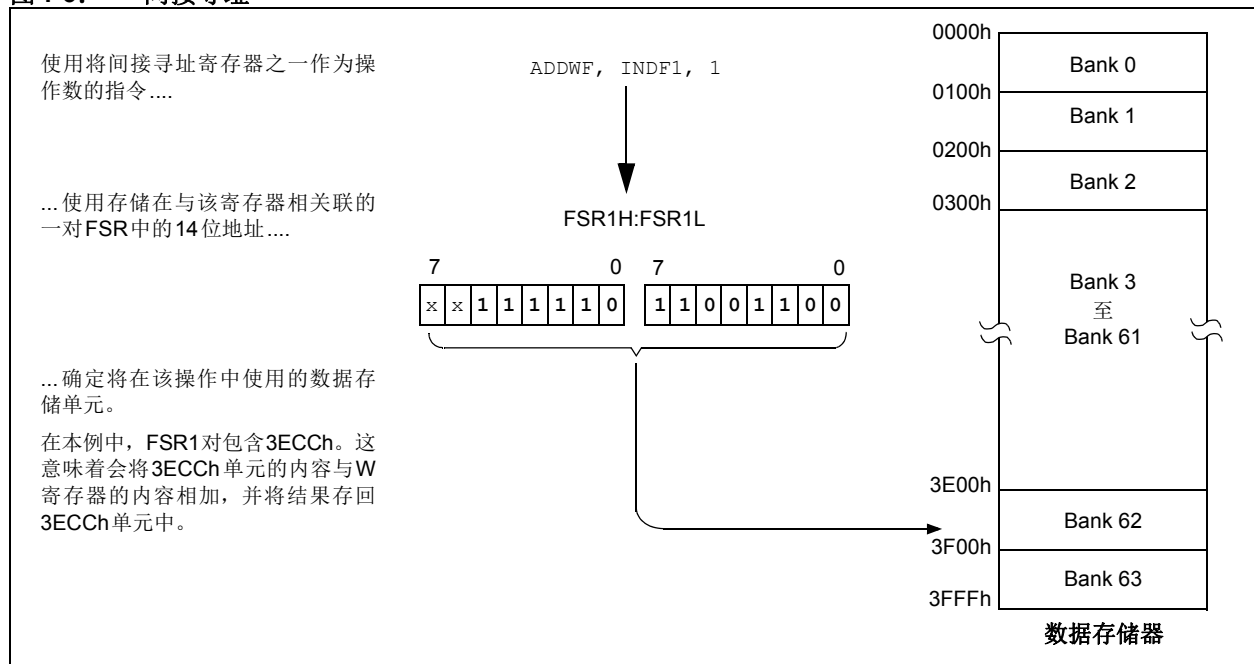 使用将间接寻址寄存器之一作为操
作数的指令....
ADDWF, INDF1, 1
...使用存储在与该寄存器相关联的
一对FSR中的14位地址....
FSR1H:FSR1L
7 0 7 0
x x 1 1 1 1 1 0 1 1 0 0 1 1 0 0
...确定将在该操作中使用的数据存
储单元。
在本例中，FSR1对包含3ECCh。这
意味着会将3ECCh单元的内容与W
寄存器的内容相加，并将结果存回
3ECCh单元中。
0000h
Bank 0
0100h
Bank 1
0200h
Bank 2
0300h
Bank 3
至
Bank 61
3E00h
Bank 62
3F00h
Bank 63
3FFFh
数据存储器